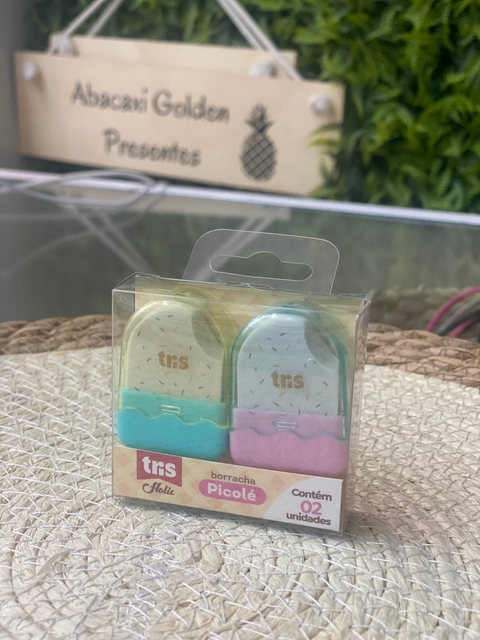 Abacaxi Golden
Presentes
tris
tris
tris
Holic
borracha
Picolé
Contém
02
unidades